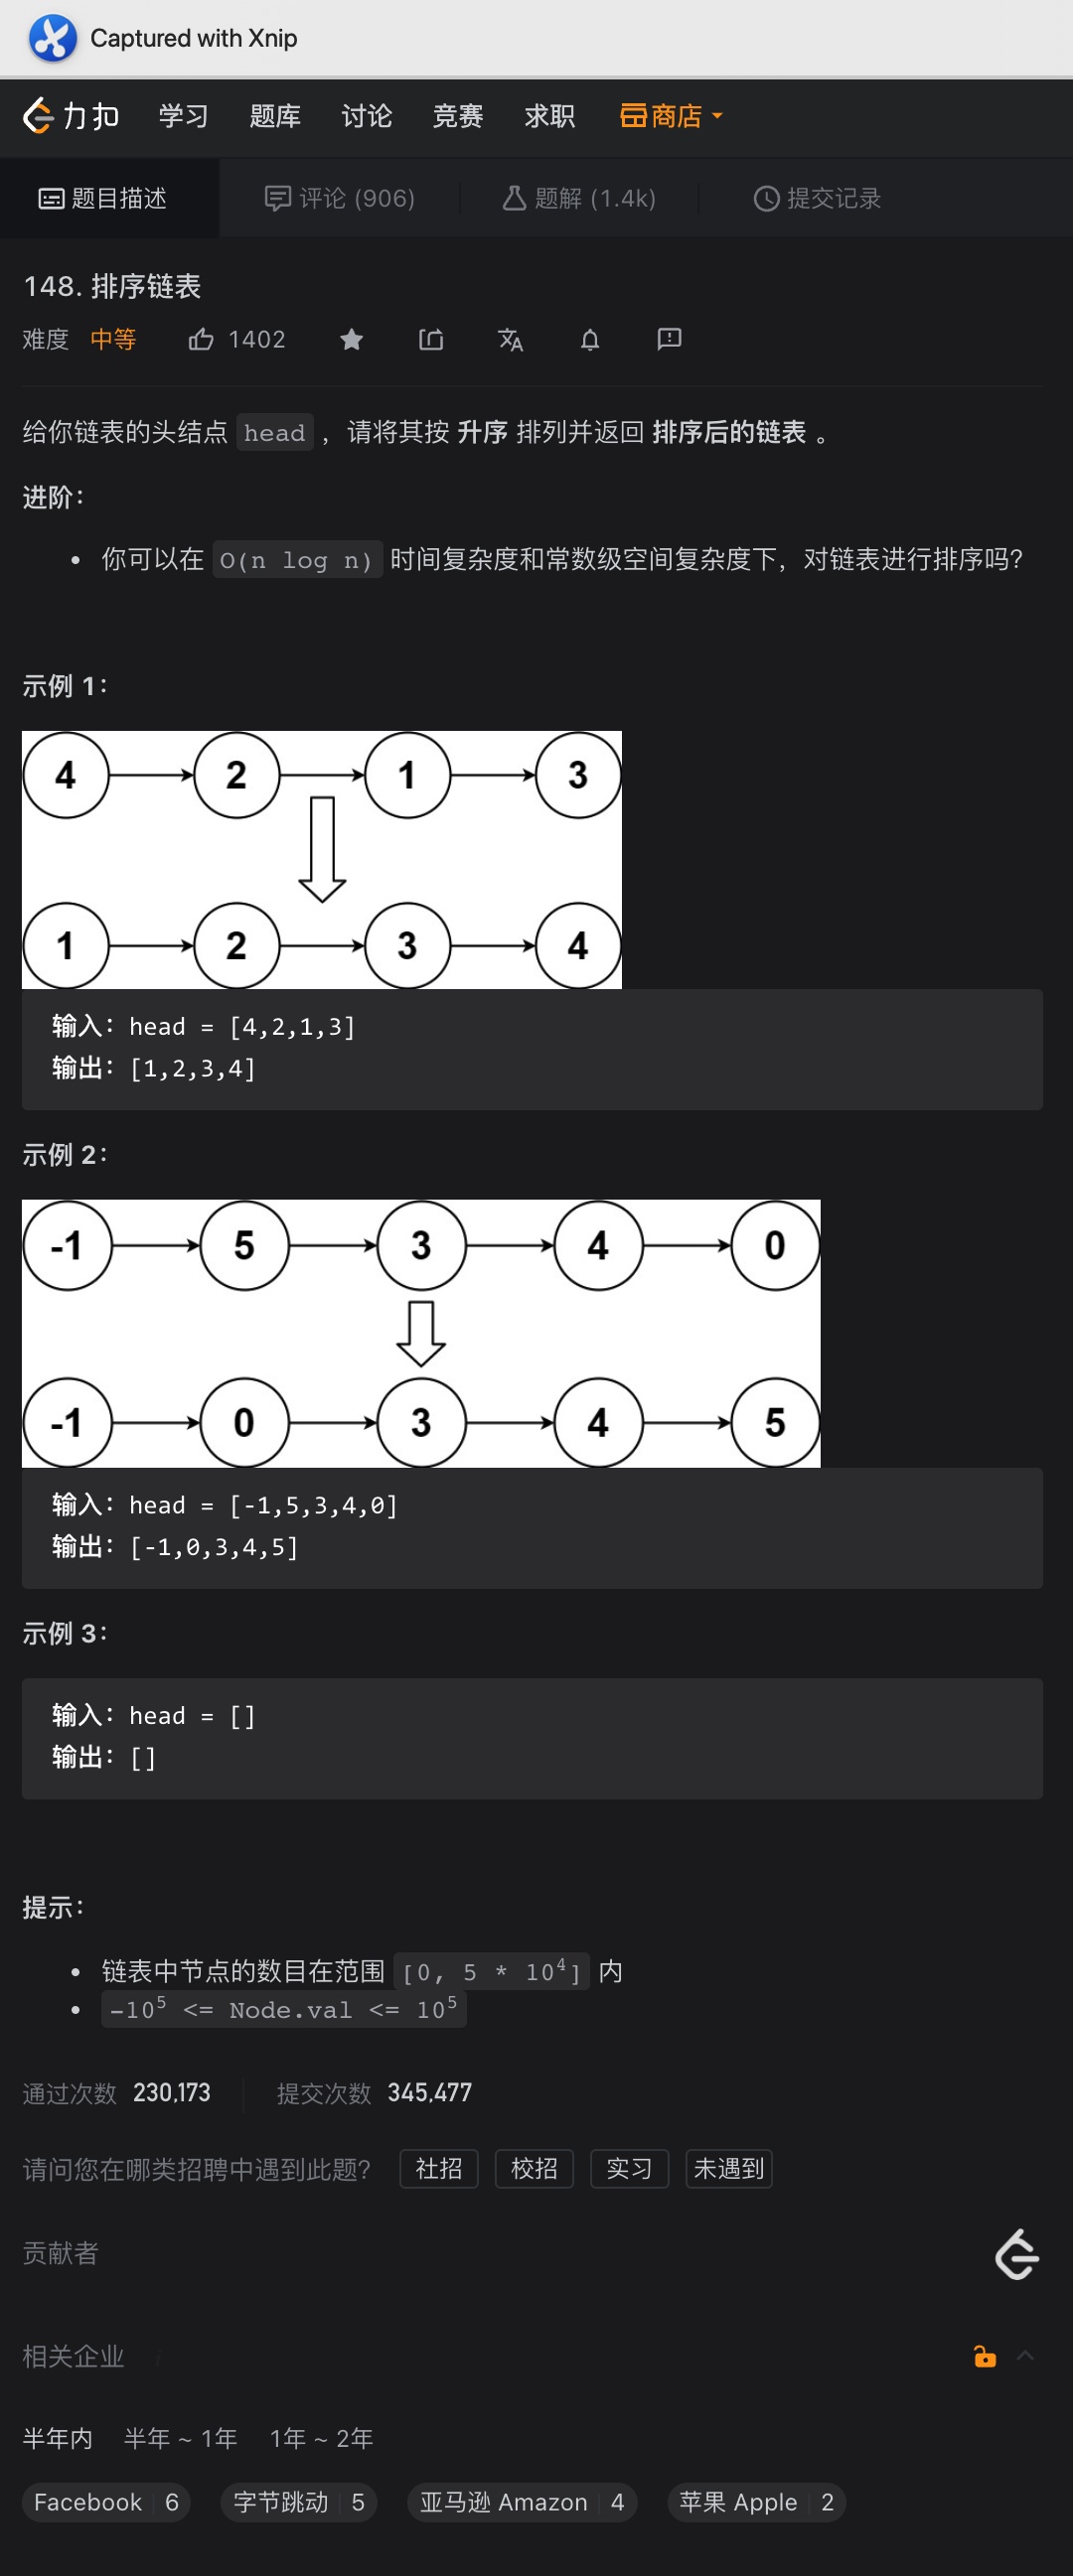 Captured with Xnip
力扣 学习 题库 讨论 竞赛 求职 商店
题目描述 评论 (906) 题解 (1.4k) 提交记录
148. 排序链表
难度 中等 1402
给你链表的头结点 head ，请将其按 升序 排列并返回 排序后的链表 。
进阶：
• 你可以在 O(n log n) 时间复杂度和常数级空间复杂度下，对链表进行排序吗？
示例 1：
4 2 1 3
1 2 3 4
输入：head = [4,2,1,3]
输出：[1,2,3,4]
示例 2：
-1 5 3 4 0
-1 0 3 4 5
输入：head = [-1,5,3,4,0]
输出：[-1,0,3,4,5]
示例 3：
输入：head = []
输出：[]
提示：
• 链表中节点的数目在范围 [0, 5 * 10⁴] 内
• -10⁵ <= Node.val <= 10⁵
通过次数 230,173 提交次数 345,477
请问您在哪类招聘中遇到此题？ 社招 校招 实习 未遇到
贡献者
相关企业
半年内 半年 ~ 1年 1年 ~ 2年
Facebook 6 字节跳动 5 亚马逊 Amazon 4 苹果 Apple 2